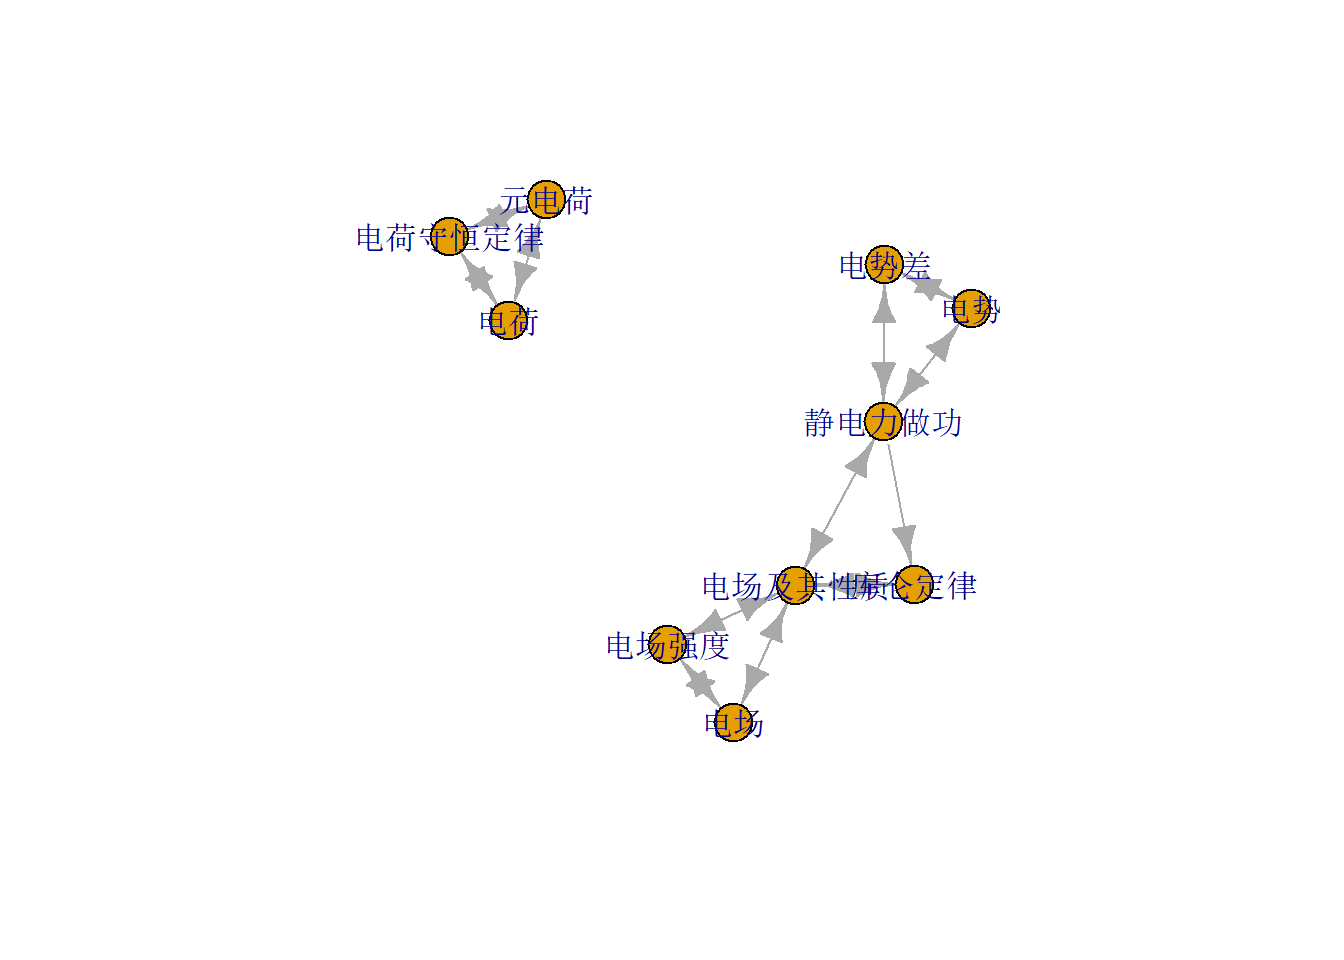 元电荷
电荷守恒定律
电势差
电势
电荷
静电力做功
电场及其性质
库仑定律
电场强度
电场